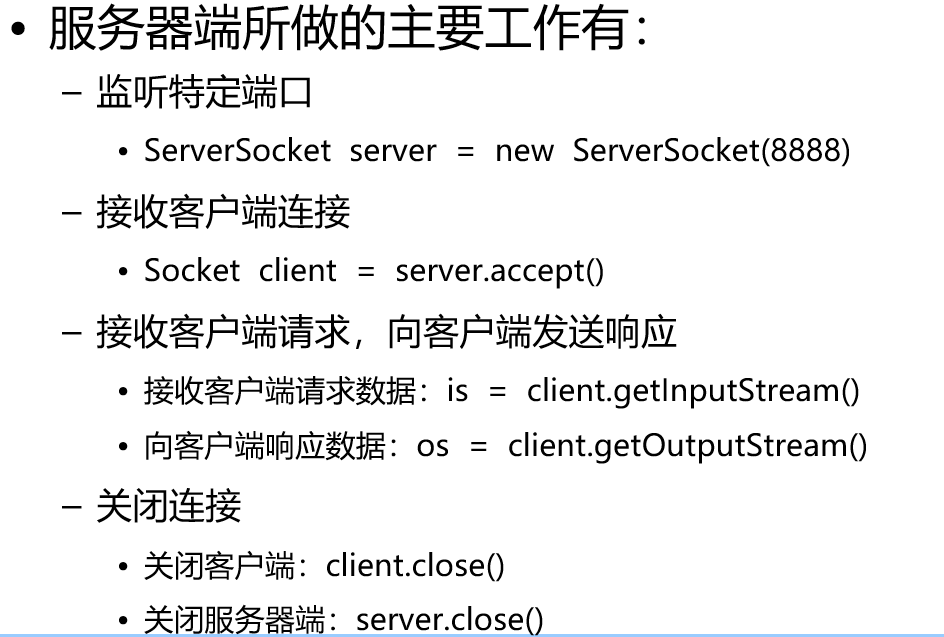 • 服务器端所做的主要工作有：
– 监听特定端口
• ServerSocket server = new ServerSocket(8888)
– 接收客户端连接
• Socket client = server.accept()
– 接收客户端请求，向客户端发送响应
• 接收客户端请求数据：is = client.getInputStream()
• 向客户端响应数据：os = client.getOutputStream()
– 关闭连接
• 关闭客户端：client.close()
• 关闭服务器端：server.close()